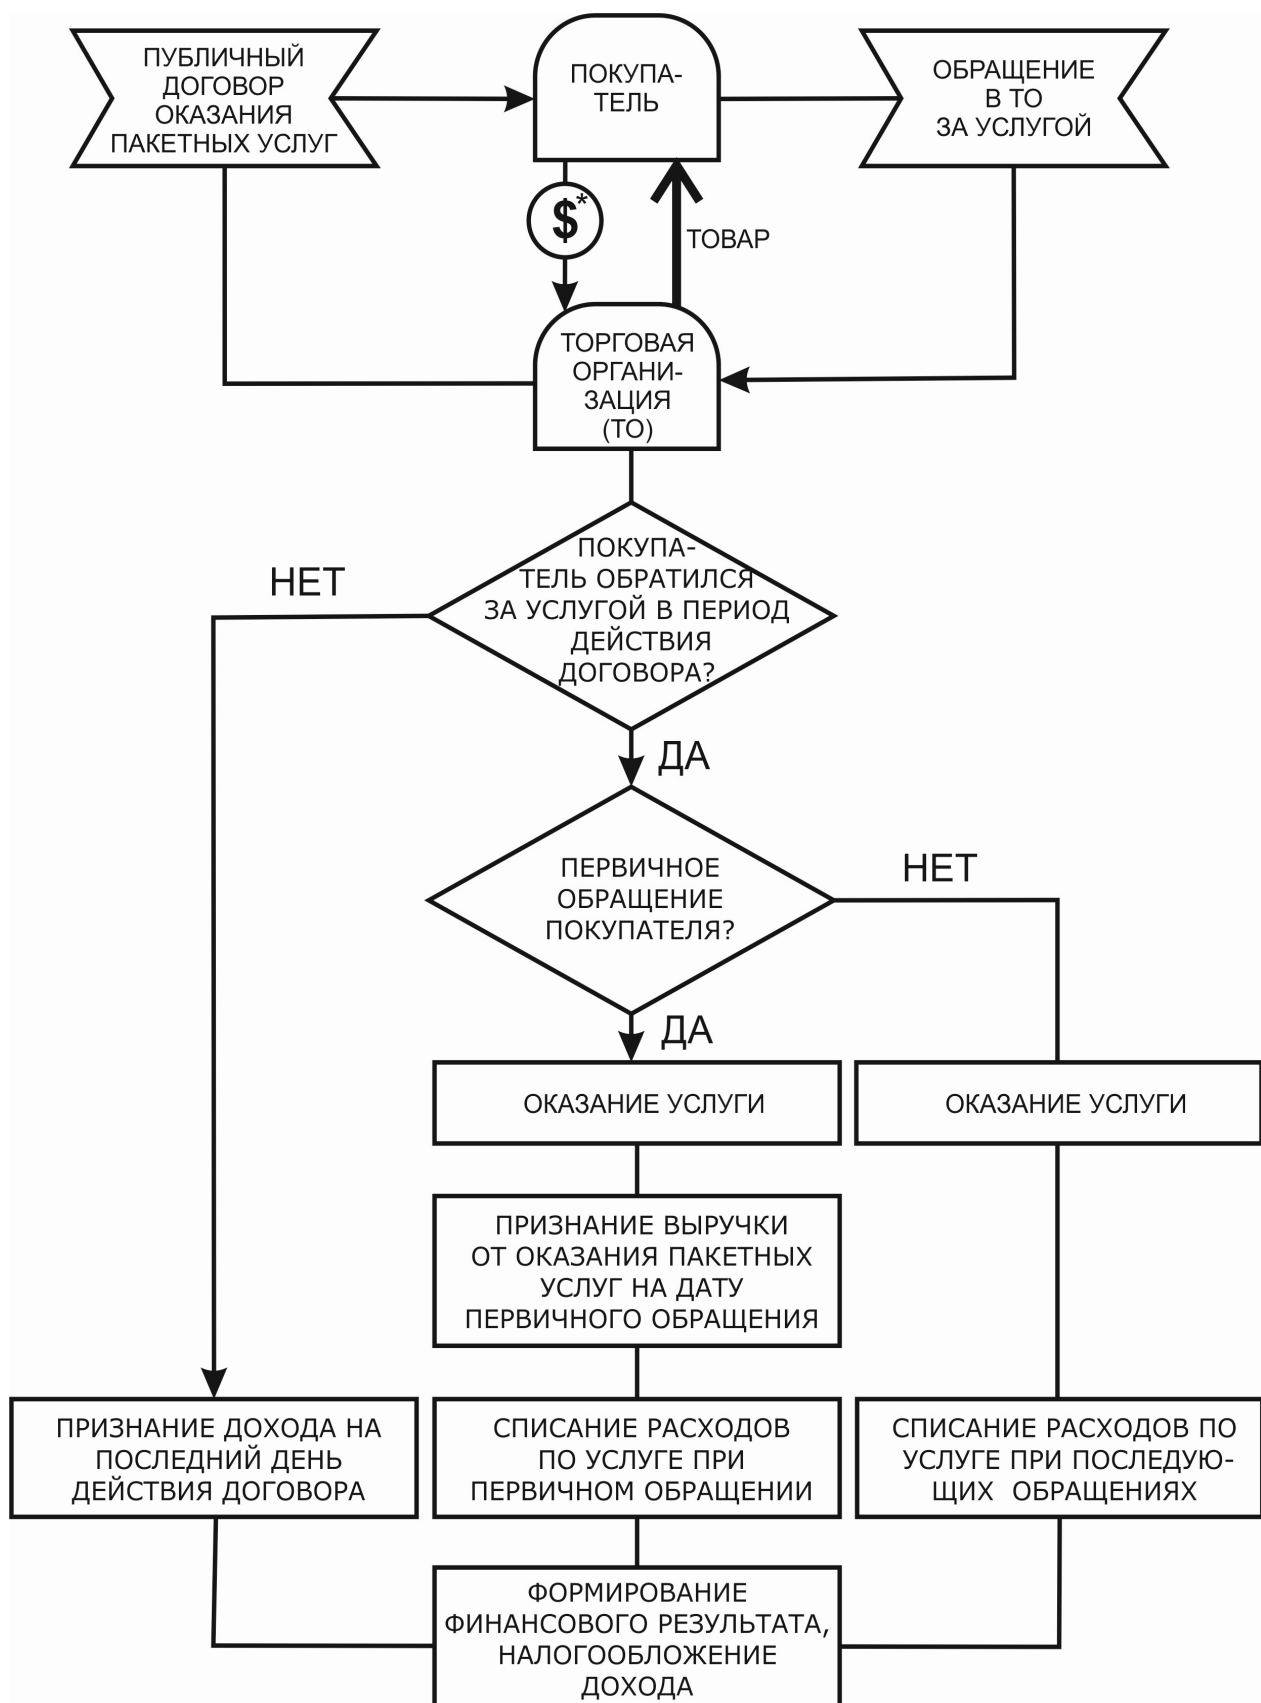 ПУБЛИЧНЫЙ
ДОГОВОР
ОКАЗАНИЯ
ПАКЕТНЫХ УСЛУГ
ПОКУПА-
ТЕЛЬ
ОБРАЩЕНИЕ
В ТО
ЗА УСЛУГОЙ
$*
ТОВАР
ТОРГОВАЯ
ОРГАНИ-
ЗАЦИЯ
(ТО)
ПОКУПА-
ТЕЛЬ ОБРАТИЛСЯ
ЗА УСЛУГОЙ В ПЕРИОД
ДЕЙСТВИЯ
ДОГОВОРА?
НЕТ
ДА
ПЕРВИЧНОЕ
ОБРАЩЕНИЕ
ПОКУПАТЕЛЯ?
НЕТ
ДА
ОКАЗАНИЕ УСЛУГИ
ОКАЗАНИЕ УСЛУГИ
ПРИЗНАНИЕ ВЫРУЧКИ
ОТ ОКАЗАНИЯ ПАКЕТНЫХ
УСЛУГ НА ДАТУ
ПЕРВИЧНОГО ОБРАЩЕНИЯ
ПРИЗНАНИЕ ДОХОДА НА
ПОСЛЕДНИЙ ДЕНЬ
ДЕЙСТВИЯ ДОГОВОРА
СПИСАНИЕ РАСХОДОВ
ПО УСЛУГЕ ПРИ
ПЕРВИЧНОМ ОБРАЩЕНИИ
СПИСАНИЕ РАСХОДОВ ПО
УСЛУГЕ ПРИ ПОСЛЕДУЮ-
ЩИХ ОБРАЩЕНИЯХ
ФОРМИРОВАНИЕ
ФИНАНСОВОГО РЕЗУЛЬТАТА,
НАЛОГООБЛОЖЕНИЕ
ДОХОДА